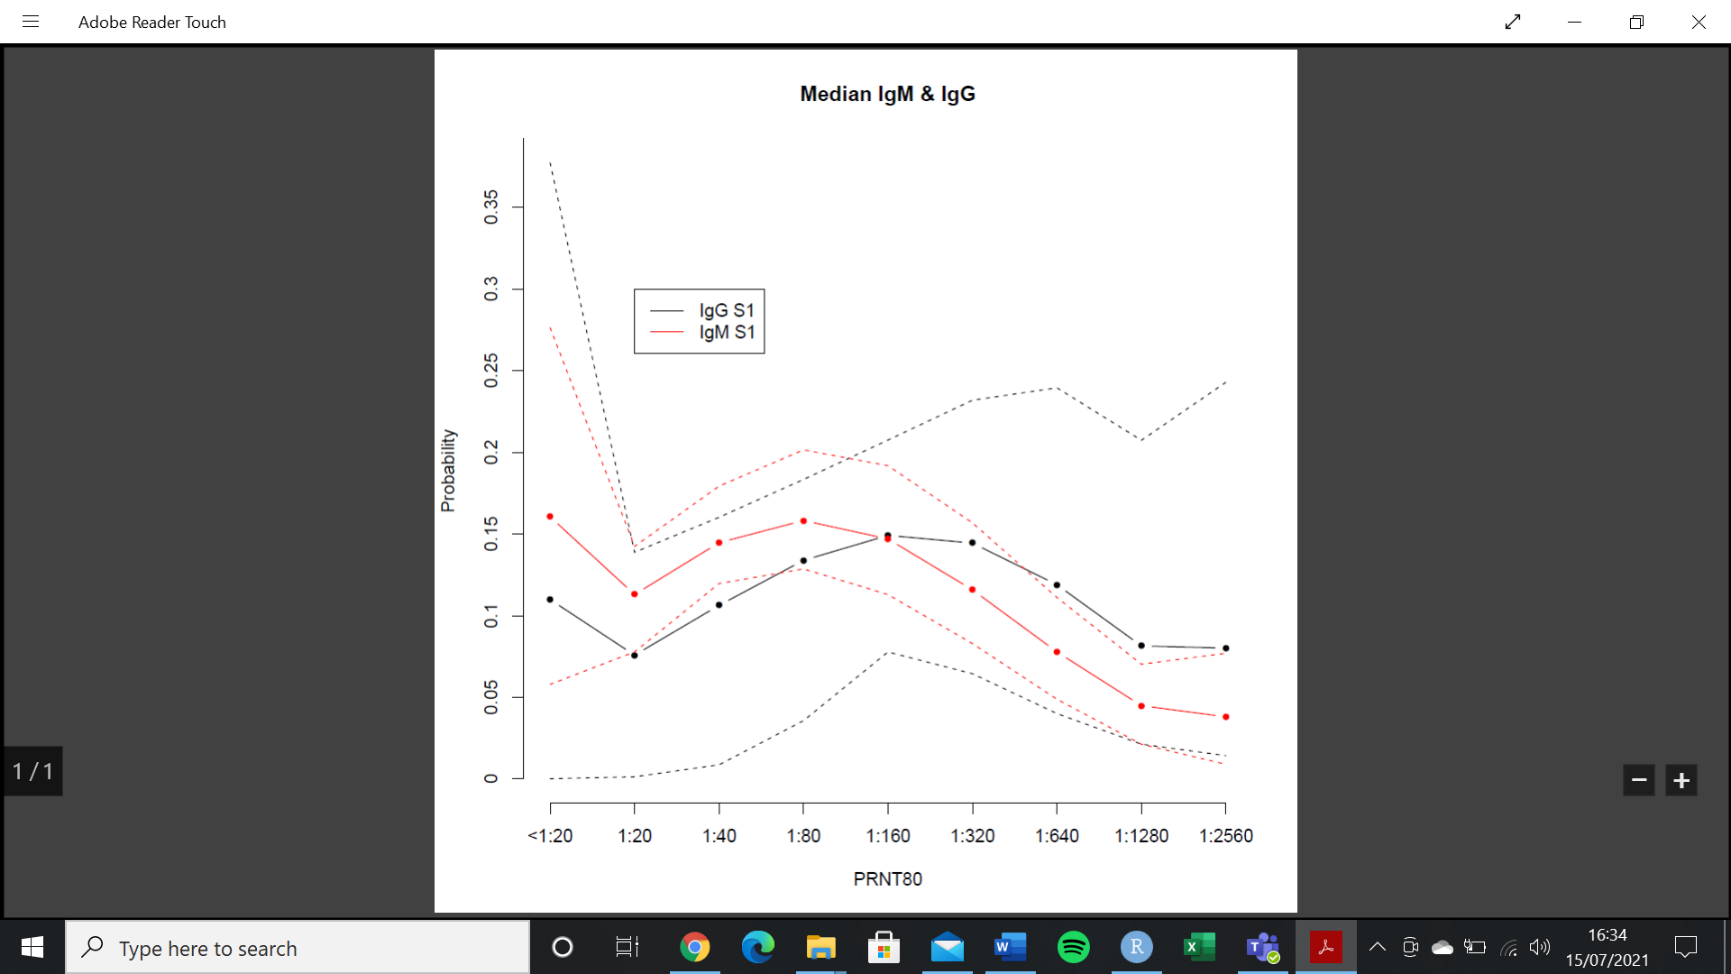 Adobe Reader Touch
Median IgM & IgG
0.35
0.3
0.25
0.2
0.15
0.1
0.05
0
Probability
IgG S1
IgM S1
<1:20 1:20 1:40 1:80 1:160 1:320 1:640 1:1280 1:2560
PRNT80
1 / 1
Type here to search
16:34
15/07/2021